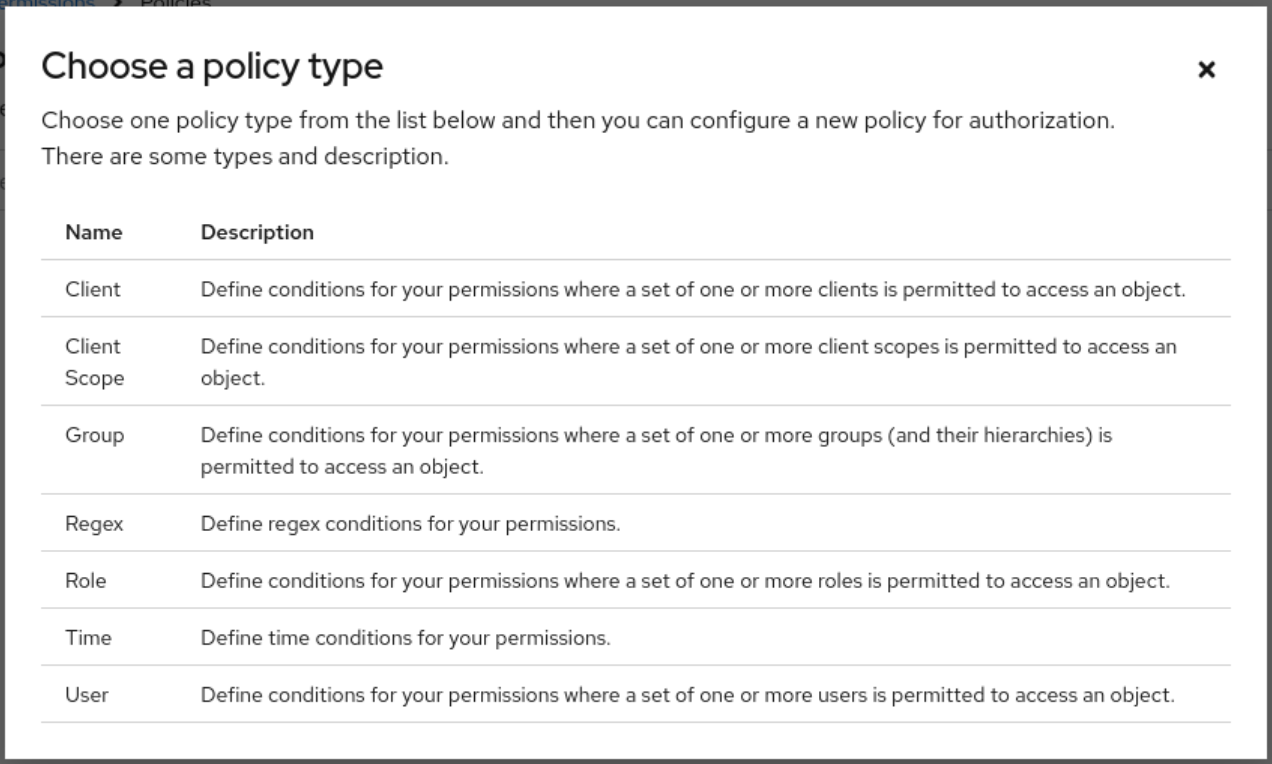 Policies
Choose a policy type
Choose one policy type from the list below and then you can configure a new policy for authorization.
There are some types and description.
Name Description
Client Define conditions for your permissions where a set of one or more clients is permitted to access an object.
Client Define conditions for your permissions where a set of one or more client scopes is permitted to access an
Scope object.
Group Define conditions for your permissions where a set of one or more groups (and their hierarchies) is
permitted to access an object.
Regex Define regex conditions for your permissions.
Role Define conditions for your permissions where a set of one or more roles is permitted to access an object.
Time Define time conditions for your permissions.
User Define conditions for your permissions where a set of one or more users is permitted to access an object.